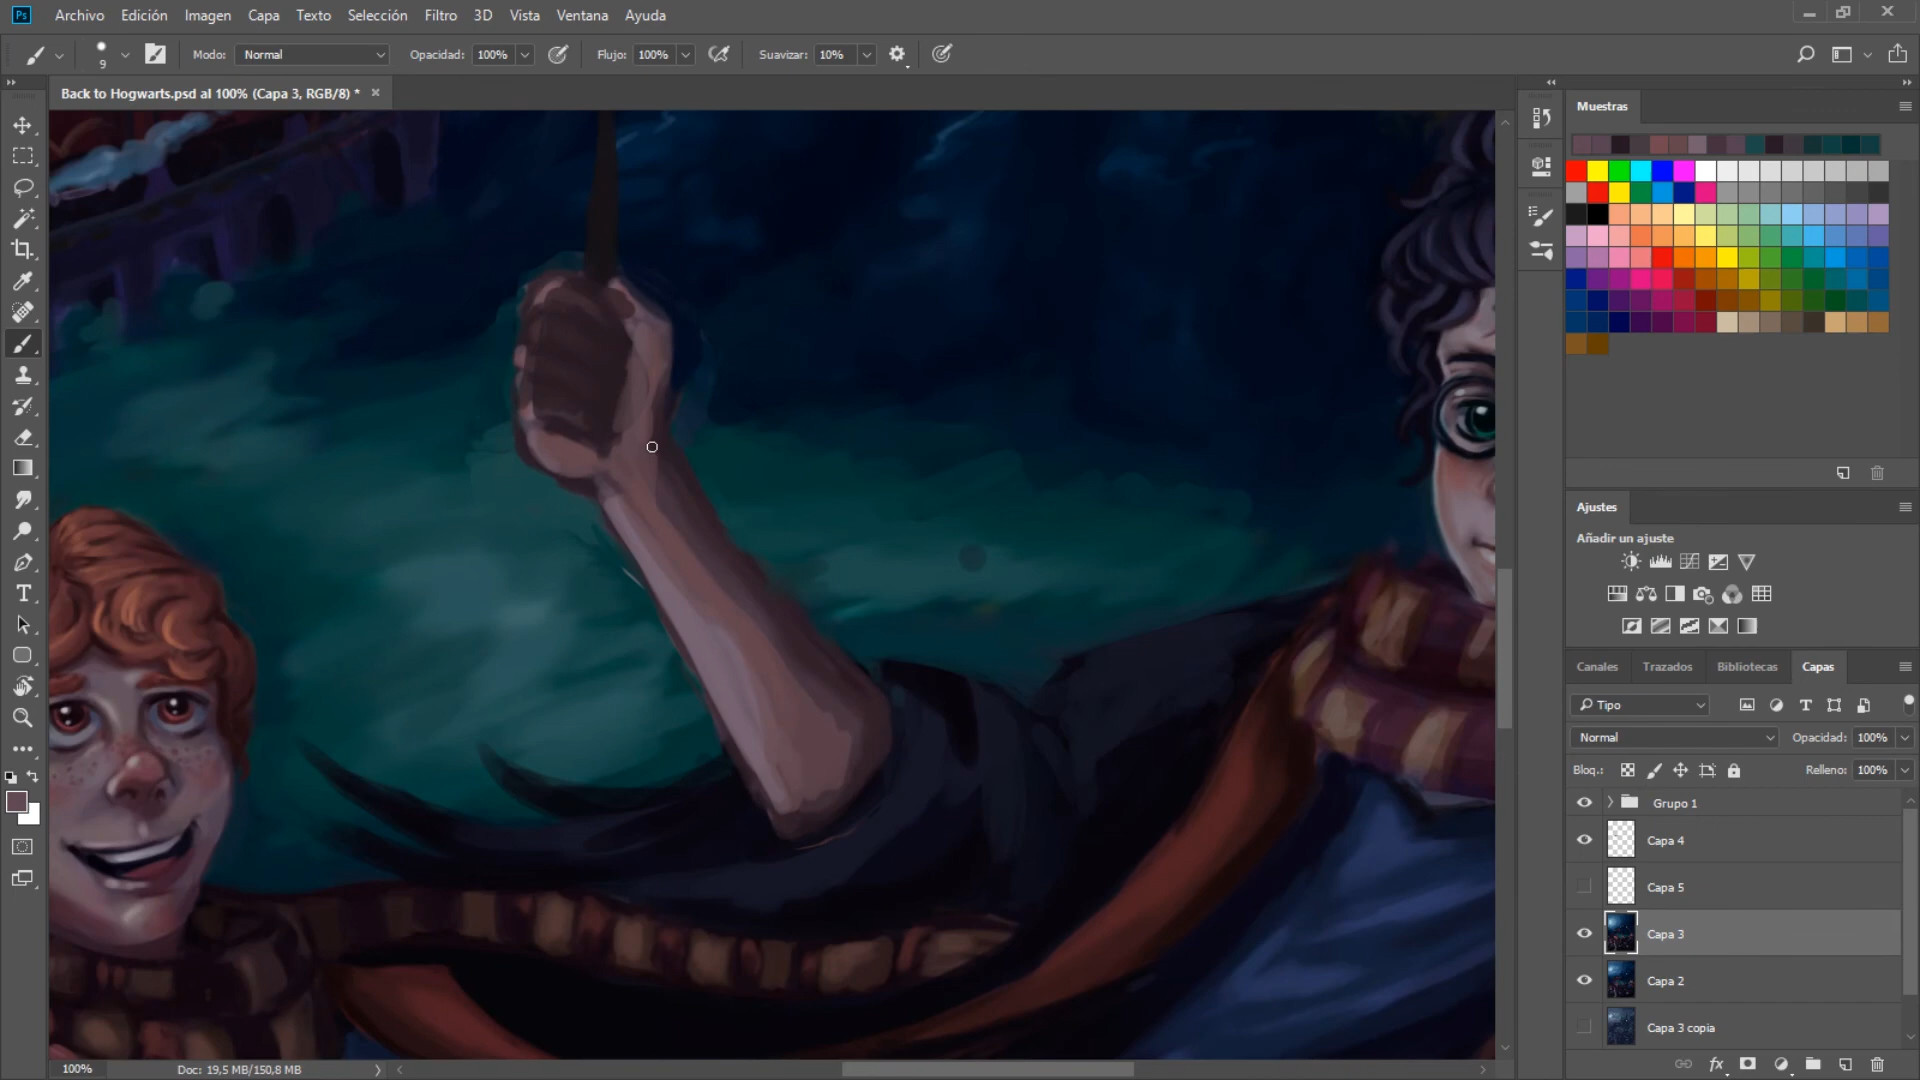 Ps Archivo Edición Imagen Capa Texto Selección Filtro 3D Vista Ventana Ayuda
9 Modo: Normal Opacidad: 100% Flujo: 100% Suavizar: 10%
Back to Hogwarts.psd al 100% (Capa 3, RGB/8) *
Muestras
Ajustes
Añadir un ajuste
Canales Trazados Bibliotecas Capas
Tipo
Normal Opacidad: 100%
Bloq.: Relleno: 100%
Grupo 1
Capa 4
Capa 5
Capa 3
Capa 2
Capa 3 copia
100% Doc: 19,5 MB/150,8 MB